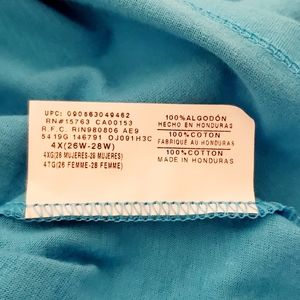 UPC: 090563049462
RN#15763 CA00153
R.F.C. RIN980806 AE9
5419G 146791 OJ091H3C
4X(26W-28W)
4XG(26 MUJERES-28 MUJERES)
4TG(26 FEMME-28 FEMME)
100%ALGODÓN
HECHO EN HONDURAS
100%COTON
FABRIQUÉ AU HONDURAS
100%COTTON
MADE IN HONDURAS